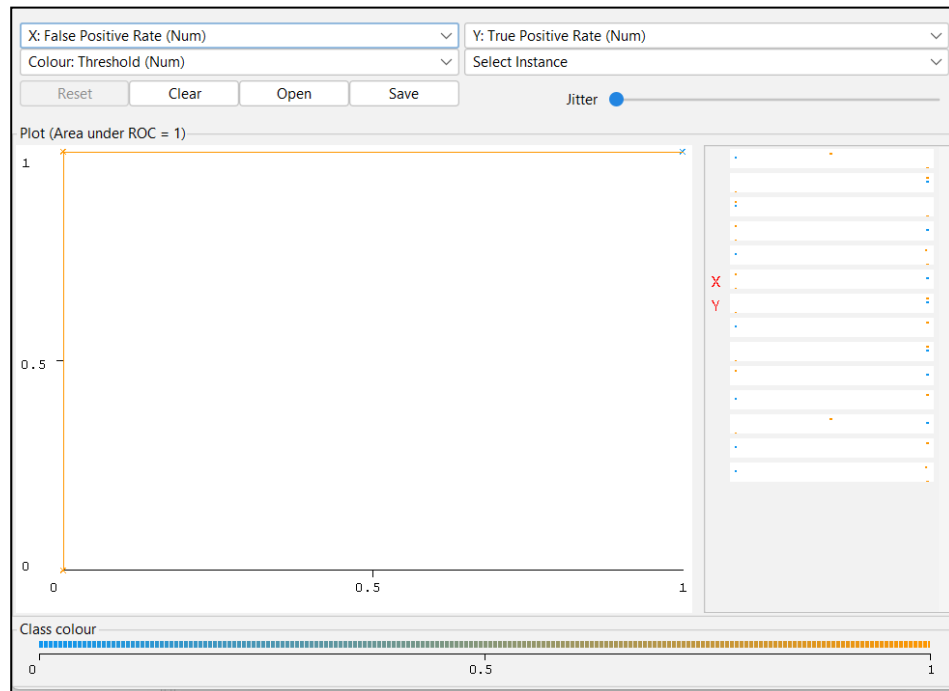 X: False Positive Rate (Num) Y: True Positive Rate (Num)
Colour: Threshold (Num) Select Instance
Reset Clear Open Save Jitter
Plot (Area under ROC = 1)
1
X
Y
0.5
0
0 0.5 1
Class colour
0 0.5 1